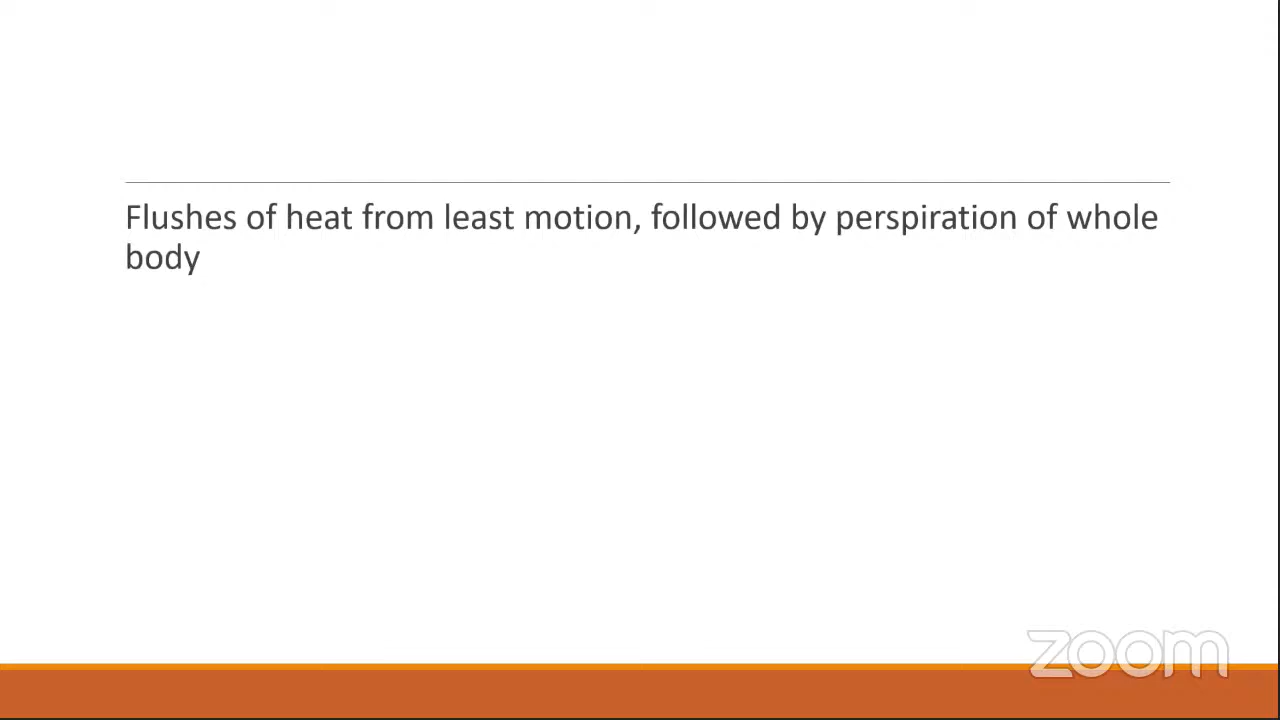 Flushes of heat from least motion, followed by perspiration of whole
body
zoom